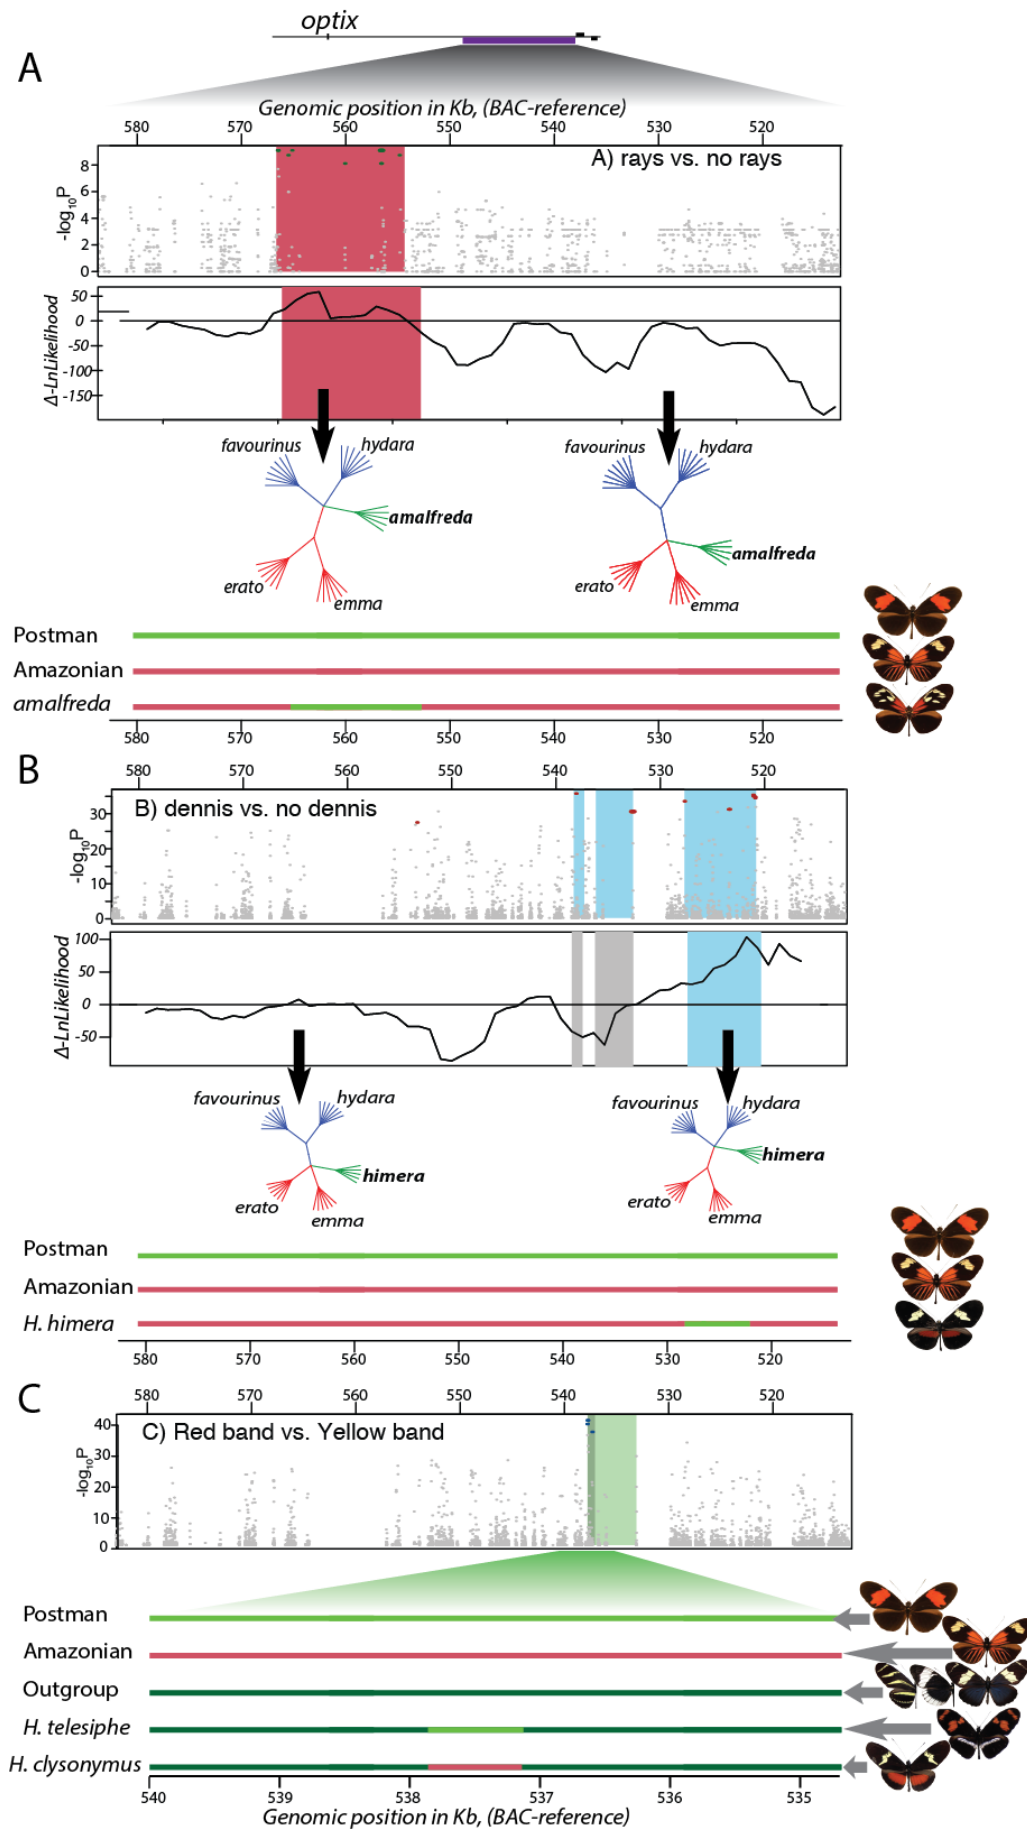 optix
A
Genomic position in Kb, (BAC-reference)
580 570 560 550 540 530 520
A) rays vs. no rays
-log10P
8
6
4
2
0
Δ-LnLikelihood
50
0
-50
-100
-150
favourinus hydara
amalfreda
erato
emma
favourinus hydara
amalfreda
erato
emma
Postman
Amazonian
amalfreda
580 570 560 550 540 530 520
B
580 570 560 550 540 530 520
B) dennis vs. no dennis
-log10P
30
20
10
0
Δ-LnLikelihood
100
50
0
-50
favourinus hydara
himera
erato
emma
favourinus hydara
himera
erato
emma
Postman
Amazonian
H. himera
580 570 560 550 540 530 520
C
580 570 560 550 540 530 520
C) Red band vs. Yellow band
-log10P
40
30
20
10
0
Postman
Amazonian
Outgroup
H. telesiphe
H. clysonymus
540 539 538 537 536 535
Genomic position in Kb, (BAC-reference)